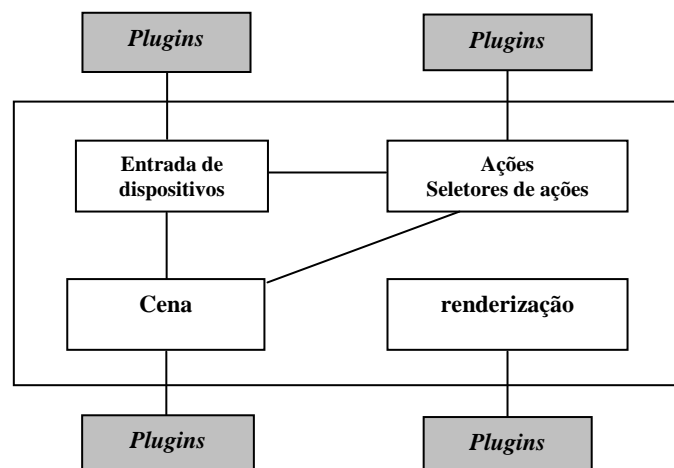 Plugins
Plugins
Entrada de
dispositivos
Ações
Seletores de ações
Cena
renderização
Plugins
Plugins